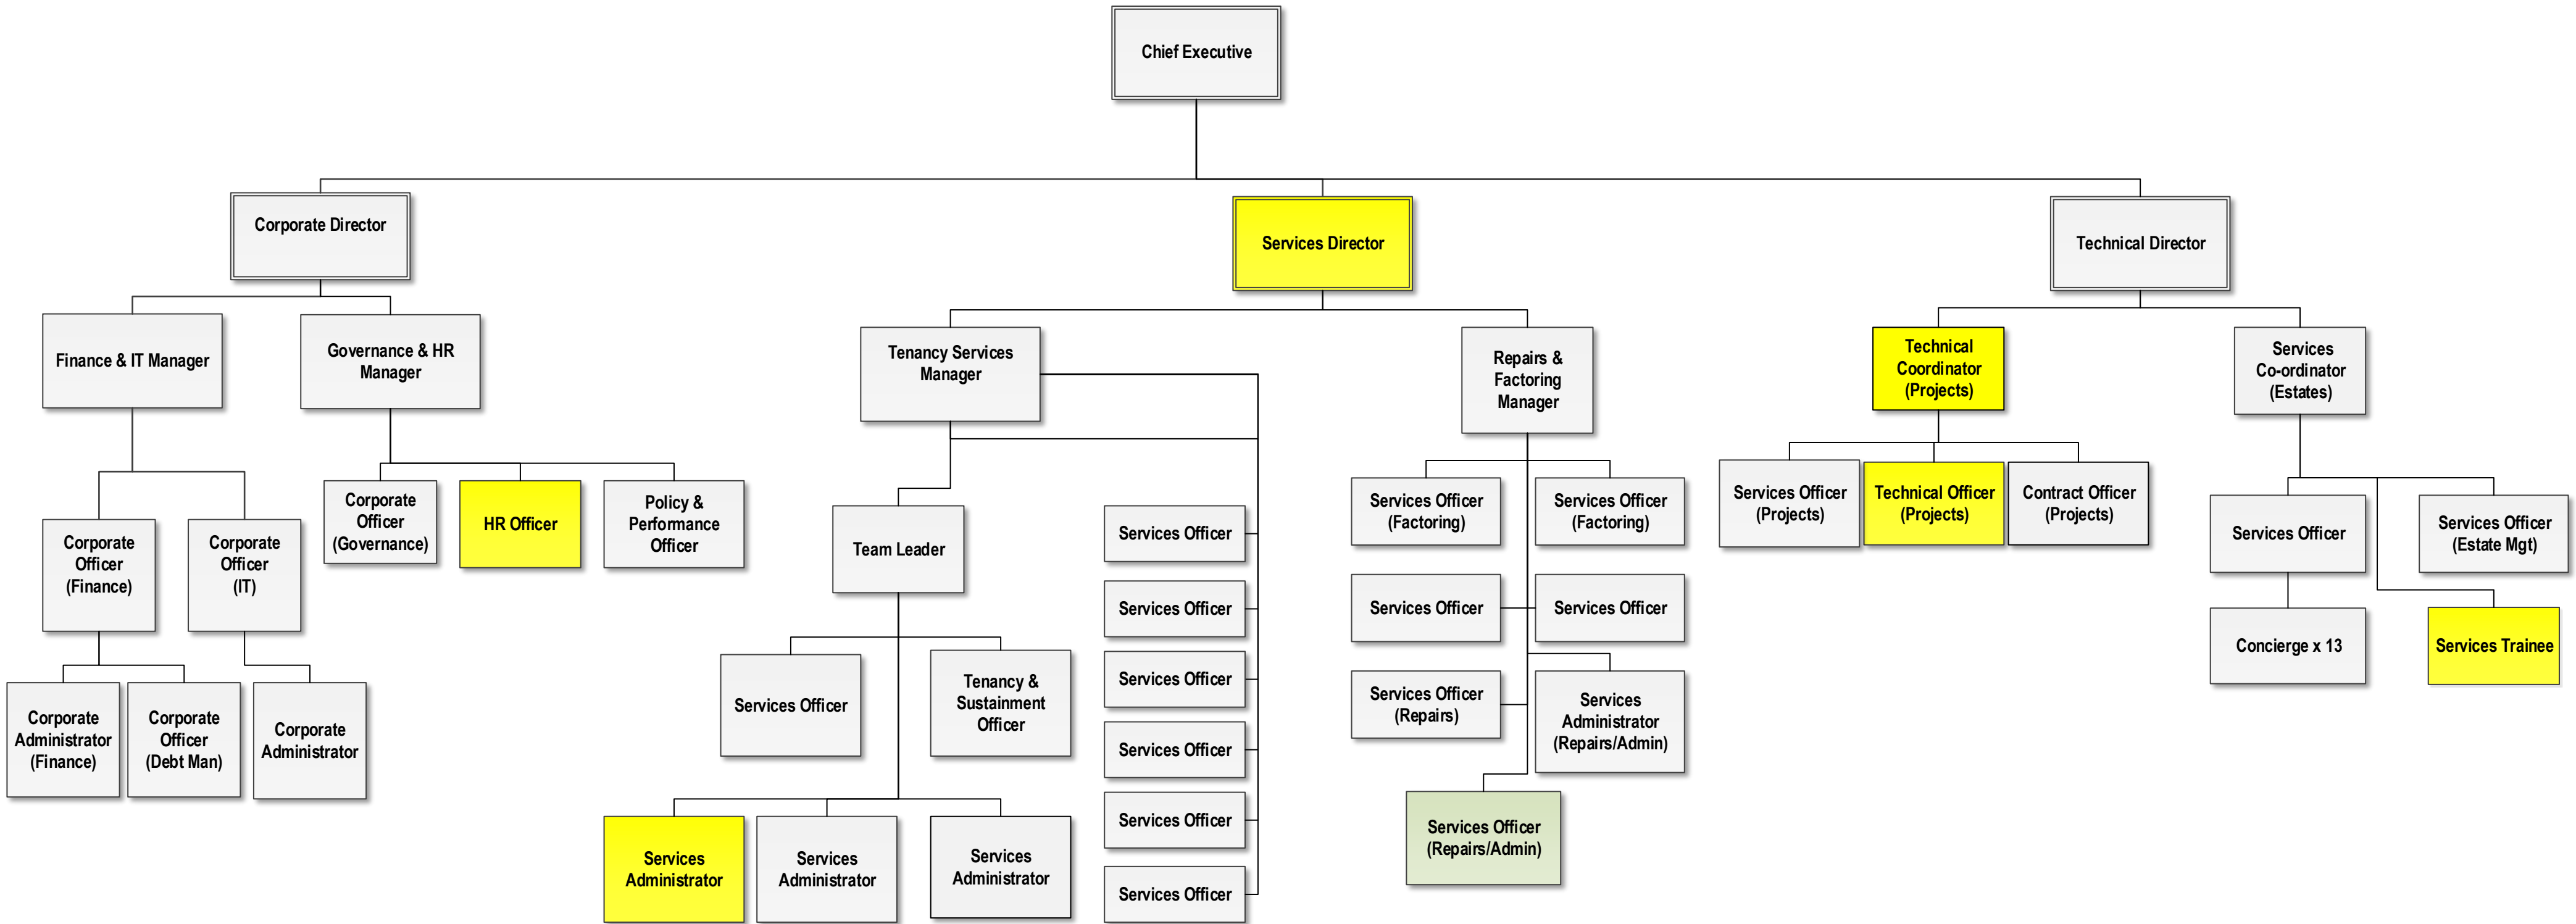 Chief Executive
Corporate Director
Services Director
Technical Director
Finance & IT Manager
Governance & HR
Manager
Tenancy Services
Manager
Repairs &
Factoring
Manager
Technical
Coordinator
(Projects)
Services
Co-ordinator
(Estates)
Corporate
Officer
(Finance)
Corporate
Officer
(IT)
Corporate
Officer
(Governance)
HR Officer
Policy &
Performance
Officer
Corporate
Administrator
(Finance)
Corporate
Officer
(Debt Man)
Corporate
Administrator
Team Leader
Services Officer
Tenancy &
Sustainment
Officer
Services
Administrator
Services
Administrator
Services
Administrator
Services Officer
Services Officer
Services Officer
Services Officer
Services Officer
Services Officer
Services Officer
(Factoring)
Services Officer
(Factoring)
Services Officer
Services Officer
Services Officer
(Repairs)
Services
Administrator
(Repairs/Admin)
Services Officer
(Repairs/Admin)
Services Officer
(Projects)
Technical Officer
(Projects)
Contract Officer
(Projects)
Services Officer
Services Officer
(Estate Mgt)
Concierge x 13
Services Trainee